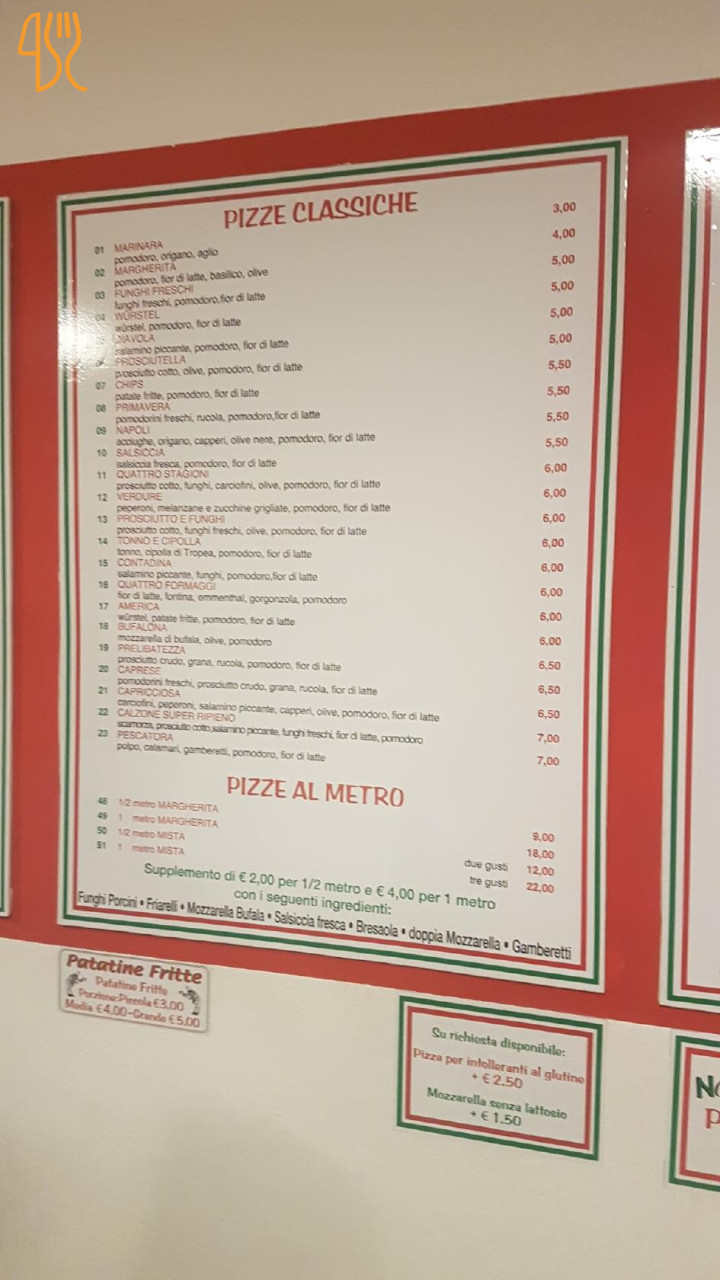 PIZZE CLASSICHE
01 MARINARA 3,00
pomodoro, origano, aglio
02 MARGHERITA 4,00
pomodoro, fior di latte, basilico, olive
03 FUNGHI FRESCHI 5,00
funghi freschi, pomodoro,fior di latte
04 WÜRSTEL 5,00
würstel, pomodoro, fior di latte
05 DIAVOLA 5,00
salamino piccante, pomodoro, fior di latte
06 PROSCIUTELLA 5,00
prosciutto cotto, olive, pomodoro, fior di latte
07 CHIPS 5,50
patate fritte, pomodoro, fior di latte
08 PRIMAVERA 5,50
pomodorini freschi, rucola, pomodoro,fior di latte
09 NAPOLI 5,50
acciughe, origano, capperi, olive nere, pomodoro, fior di latte
10 SALSICCIA 5,50
salsiccia fresca, pomodoro, fior di latte
11 QUATTRO STAGIONI 6,00
prosciutto cotto, funghi, carciofini, olive, pomodoro, fior di latte
12 VERDURE 6,00
peperoni, melanzane e zucchine grigliate, pomodoro, fior di latte
13 PROSCIUTTO E FUNGHI 6,00
prosciutto cotto, funghi freschi, olive, pomodoro, fior di latte
14 TONNO E CIPOLLA 6,00
tonno, cipolla di Tropea, pomodoro, fior di latte
15 CONTADINA 6,00
salamino piccante, funghi, pomodoro,fior di latte
16 QUATTRO FORMAGGI 6,00
fior di latte, fontina, emmenthal, gorgonzola, pomodoro
17 AMERICA 6,00
würstel, patate fritte, pomodoro, fior di latte
18 BUFALONA 6,00
mozzarella di bufala, olive, pomodoro
19 PRELIBATEZZA 6,50
prosciutto crudo, grana, rucola, pomodoro, fior di latte
20 CAPRESE 6,50
pomodorini freschi, prosciutto crudo, grana, rucola, fior di latte
21 CAPRICCIOSA 6,50
carciofini, peperoni, salamino piccante, capperi, olive, pomodoro, fior di latte
22 CALZONE SUPER RIPIENO 7,00
scamorza, prosciutto cotto,salamino piccante, funghi freschi, fior di latte, pomodoro
23 PESCATORA 7,00
polpo, calamari, gamberetti, pomodoro, fior di latte
PIZZE AL METRO
48 1/2 metro MARGHERITA 9,00
49 1 metro MARGHERITA 18,00
50 1/2 metro MISTA due gusti 12,00
51 1 metro MISTA tre gusti 22,00
Supplemento di € 2,00 per 1/2 metro e € 4,00 per 1 metro
con i seguenti ingredienti:
Funghi Porcini • Friarelli • Mozzarella Bufala • Salsiccia fresca • Bresaola • doppia Mozzarella • Gamberetti
Patatine Fritte
Patatine Fritte
Porzione:Piccola €3.00
Media €4.00-Grande €5.00
Su richiesta disponibile:
Pizza per intolleranti al glutine
+ € 2.50
Mozzarella senza lattosio
+ € 1.50